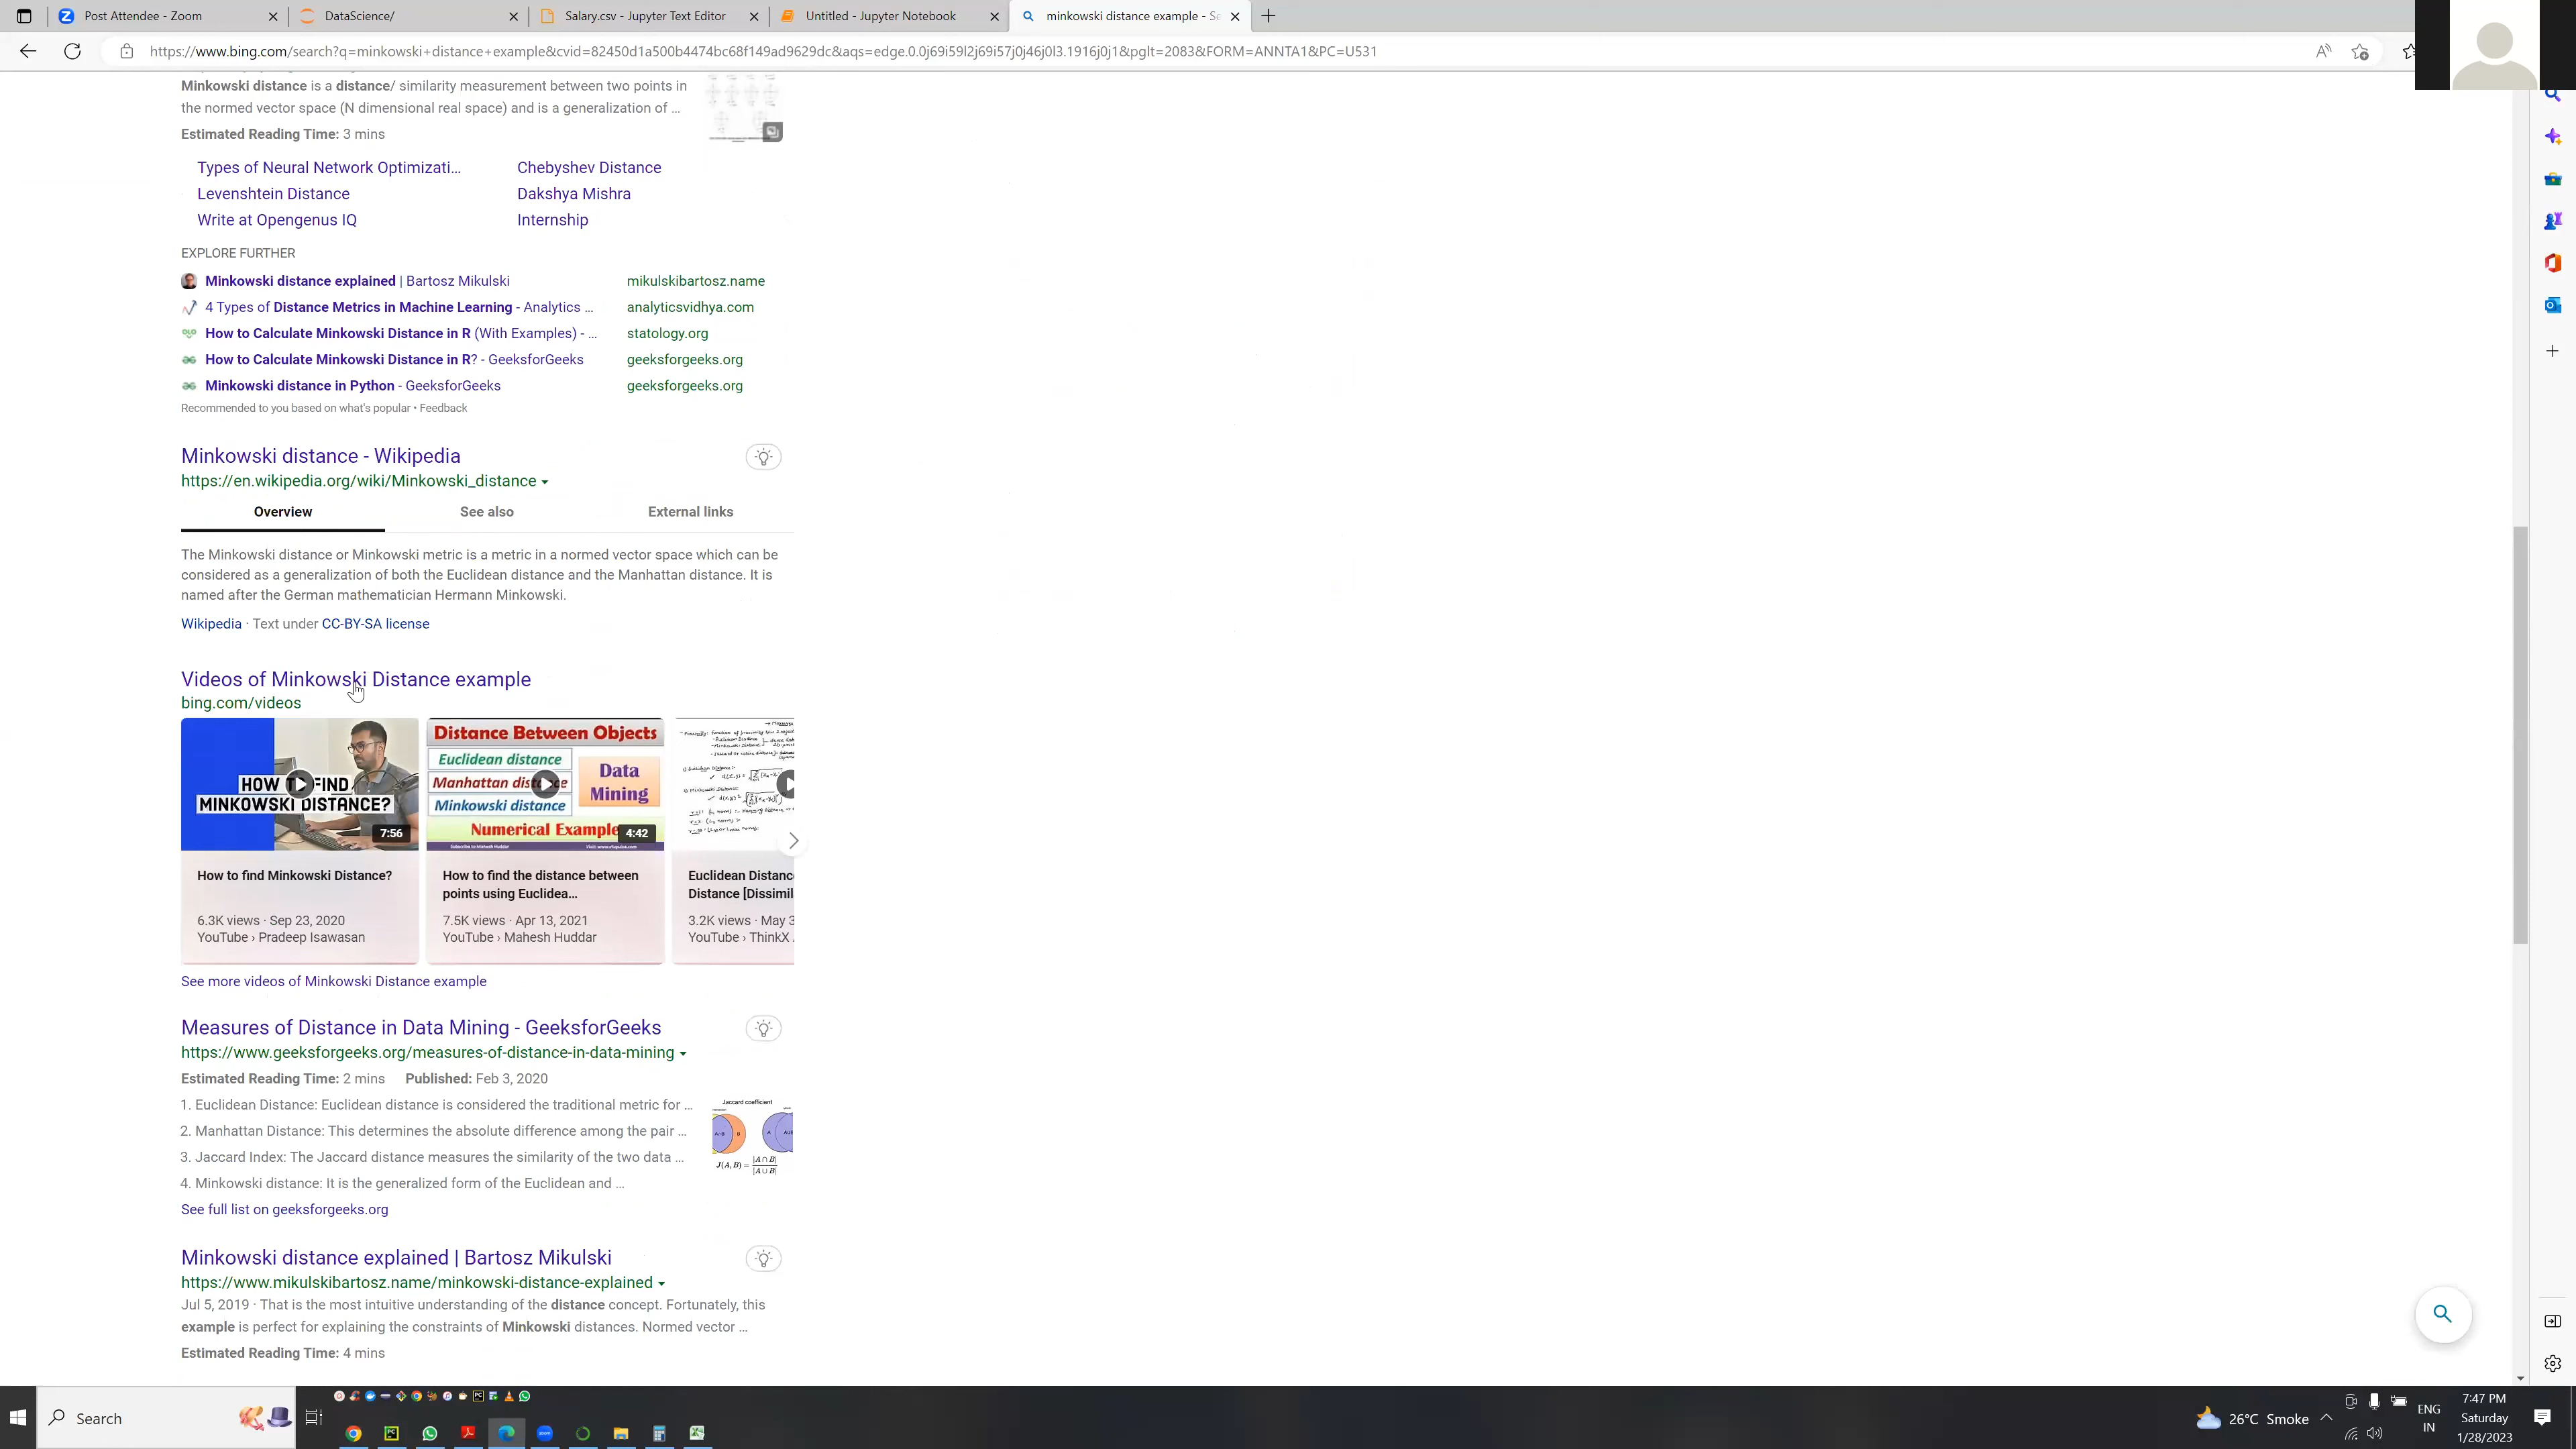 Post Attendee - Zoom
DataScience/
Salary.csv - Jupyter Text Editor
Untitled - Jupyter Notebook
minkowski distance example - Se
https://www.bing.com/search?q=minkowski+distance+example&cvid=82450d1a500b4474bc68f149ad9629dc&aqs=edge.0.0j69i59l2j69i57j0j46j0l3.1916j0j1&pglt=2083&FORM=ANNTA1&PC=U531
Minkowski distance is a distance/ similarity measurement between two points in
the normed vector space (N dimensional real space) and is a generalization of ...
Estimated Reading Time: 3 mins
Types of Neural Network Optimizati...
Chebyshev Distance
Levenshtein Distance
Dakshya Mishra
Write at Opengenus IQ
Internship
EXPLORE FURTHER
Minkowski distance explained | Bartosz Mikulski
mikulskibartosz.name
4 Types of Distance Metrics in Machine Learning - Analytics ...
analyticsvidhya.com
How to Calculate Minkowski Distance in R (With Examples) - ...
statology.org
How to Calculate Minkowski Distance in R? - GeeksforGeeks
geeksforgeeks.org
Minkowski distance in Python - GeeksforGeeks
geeksforgeeks.org
Recommended to you based on what's popular • Feedback
Minkowski distance - Wikipedia
https://en.wikipedia.org/wiki/Minkowski_distance
Overview
See also
External links
The Minkowski distance or Minkowski metric is a metric in a normed vector space which can be
considered as a generalization of both the Euclidean distance and the Manhattan distance. It is
named after the German mathematician Hermann Minkowski.
Wikipedia · Text under CC-BY-SA license
Videos of Minkowski Distance example
bing.com/videos
HOW TO FIND
MINKOWSKI DISTANCE?
7:56
Distance Between Objects
Euclidean distance
Manhattan distance
Minkowski distance
Data
Mining
Numerical Example
4:42
Subscribe to Mahesh Huddar
Visit: www.vtupulse.com
How to find Minkowski Distance?
6.3K views · Sep 23, 2020
YouTube › Pradeep Isawasan
How to find the distance between
points using Euclidea...
7.5K views · Apr 13, 2021
YouTube › Mahesh Huddar
Euclidean Distanc
Distance [Dissimil
3.2K views · May 3
YouTube › ThinkX
See more videos of Minkowski Distance example
Measures of Distance in Data Mining - GeeksforGeeks
https://www.geeksforgeeks.org/measures-of-distance-in-data-mining
Estimated Reading Time: 2 mins Published: Feb 3, 2020
1. Euclidean Distance: Euclidean distance is considered the traditional metric for ...
2. Manhattan Distance: This determines the absolute difference among the pair ...
3. Jaccard Index: The Jaccard distance measures the similarity of the two data ...
4. Minkowski distance: It is the generalized form of the Euclidean and ...
Jaccard coefficient
J(A, B) = |A ∩ B| / |A ∪ B|
See full list on geeksforgeeks.org
Minkowski distance explained | Bartosz Mikulski
https://www.mikulskibartosz.name/minkowski-distance-explained
Jul 5, 2019 · That is the most intuitive understanding of the distance concept. Fortunately, this
example is perfect for explaining the constraints of Minkowski distances. Normed vector ...
Estimated Reading Time: 4 mins
Search
26°C Smoke
ENG
IN
7:47 PM
Saturday
1/28/2023